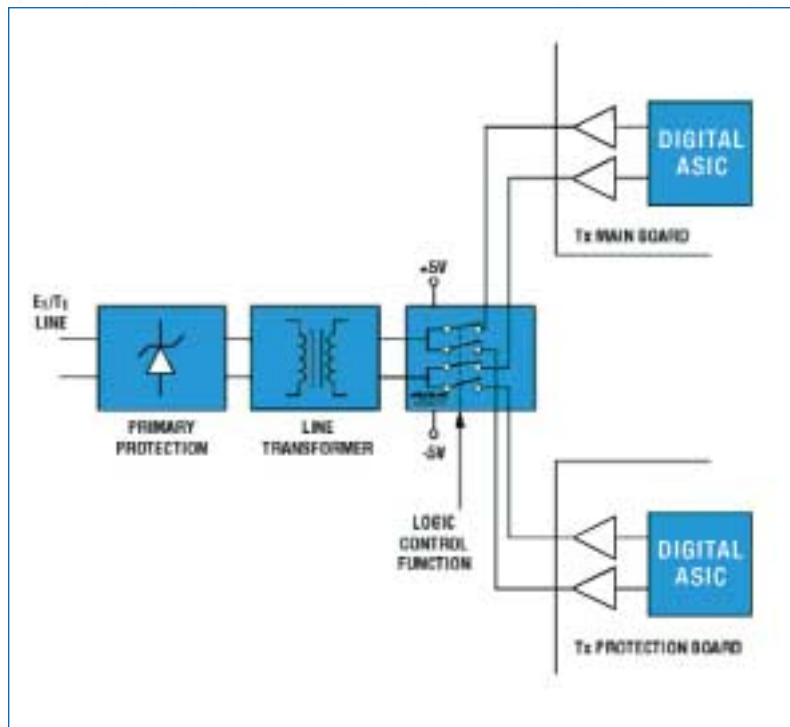 DIGITAL
ASIC
Tx MAIN BOARD
+5V
E1/T1
LINE
PRIMARY
PROTECTION
LINE
TRANSFORMER
-5V
LOGIC
CONTROL
FUNCTION
DIGITAL
ASIC
Tx PROTECTION BOARD